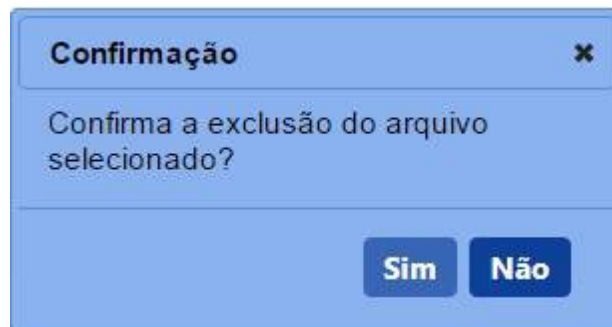 Confirmação
Confirma a exclusão do arquivo
selecionado?
Sim Não